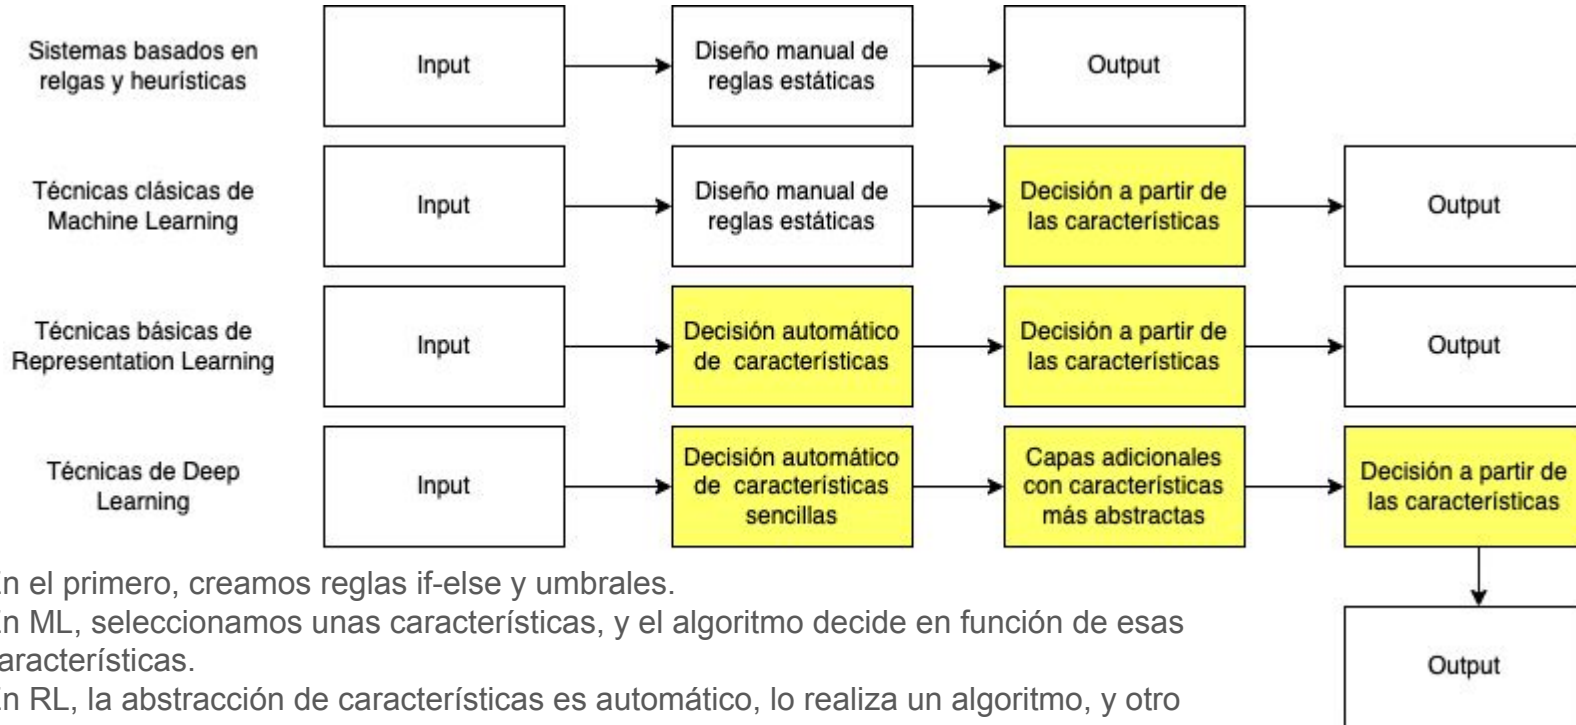 Sistemas basados en
relgas y heurísticas
Input
Diseño manual de
reglas estáticas
Output
Técnicas clásicas de
Machine Learning
Input
Diseño manual de
reglas estáticas
Decisión a partir de
las características
Output
Técnicas básicas de
Representation Learning
Input
Decisión automático
de características
Decisión a partir de
las características
Output
Técnicas de Deep
Learning
Input
Decisión automático
de características
sencillas
Capas adicionales
con características
más abstractas
Decisión a partir de
las características
Output
En el primero, creamos reglas if-else y umbrales.
En ML, seleccionamos unas características, y el algoritmo decide en función de esas
características.
En RL, la abstracción de características es automático, lo realiza un algoritmo, y otro